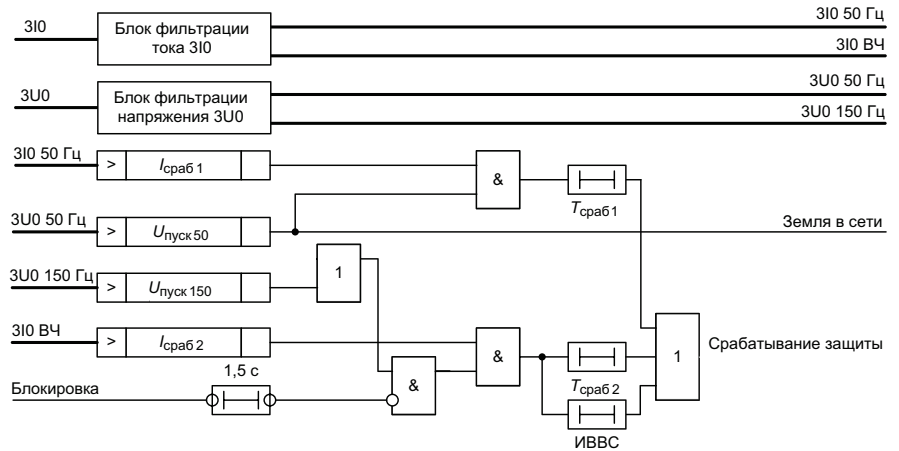 3I0
Блок фильтрации
тока 3I0
3I0 50 Гц
3I0 ВЧ
3U0
Блок фильтрации
напряжения 3U0
3U0 50 Гц
3U0 150 Гц
3I0 50 Гц
>
Iсраб 1
&
Tсраб1
3U0 50 Гц
>
Uпуск 50
Земля в сети
3U0 150 Гц
>
Uпуск 150
1
3I0 ВЧ
>
Iсраб 2
&
Tсраб 2
1
Срабатывание защиты
Блокировка
1,5 с
&
ИВВС